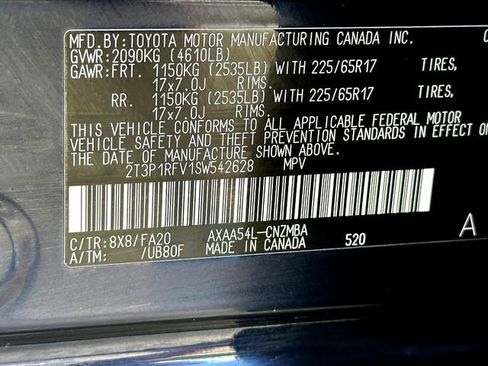 MFD. BY: TOYOTA MOTOR MANUFACTURING CANADA INC.
GVWR: 2090KG (4610LB)
GAWR: FRT. 1150KG (2535LB) WITH 225/65R17 TIRES,
17x7.0J RIMS.
RR. 1150KG (2535LB) WITH 225/65R17 TIRES,
17x7.0J RIMS.
THIS VEHICLE CONFORMS TO ALL APPLICABLE FEDERAL MOTOR
VEHICLE SAFETY AND THEFT PREVENTION STANDARDS IN EFFECT
DATE OF MANUFACTURE SHOWN ABOVE.
2T3P1RFV1SW542628 MPV
C/TR: 8X8/FA20 AXAA54L-CNZMBA A
A/TM: /UB80F MADE IN CANADA 520